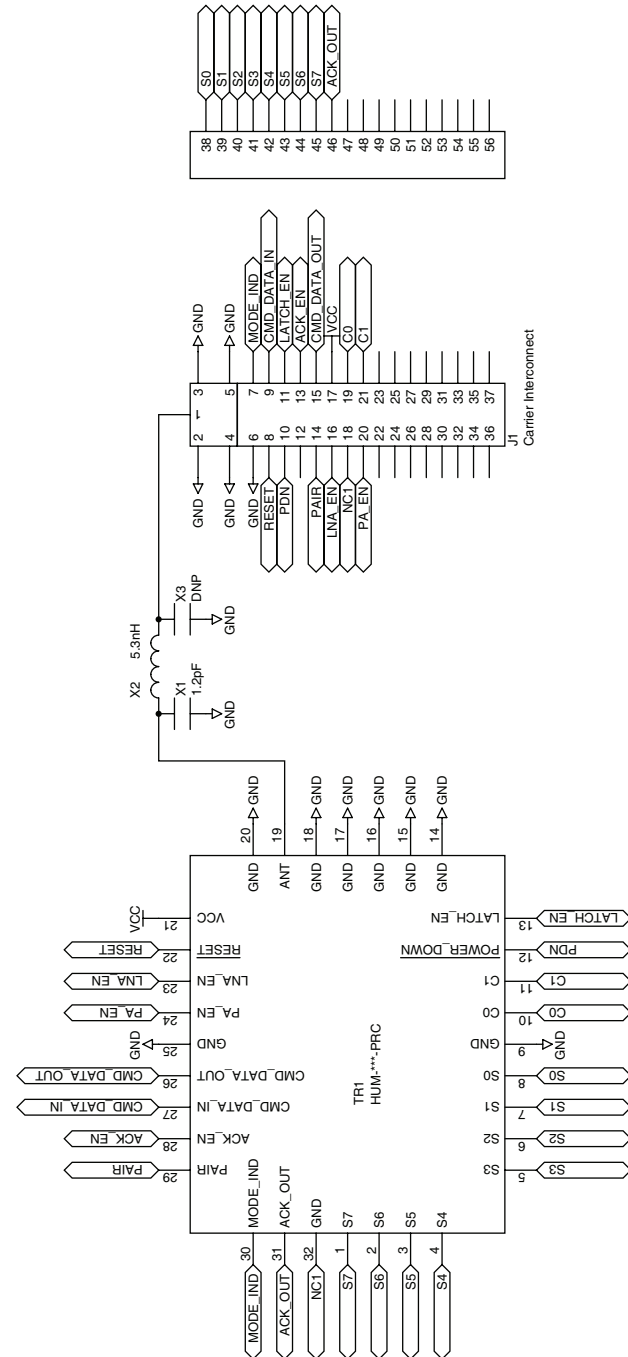 38 S0
39 S1
40 S2
41 S3
42 S4
43 S5
44 S6
45 S7
46 ACK_OUT
47
48
49
50
51
52
53
54
55
56
GND 2 1 3 GND
GND 4 5 GND
GND 6 7 MODE_IND
RESET 8 9 CMD_DATA_IN
PDN 10 11 LATCH_EN
12 13 ACK_EN
PAIR 14 15 CMD_DATA_OUT
LNA_EN 16 17 VCC
NC1 18 19 C0
PA_EN 20 21 C1
22 23
24 25
26 27
28 29
30 31
32 33
34 35
36 37
J1
Carrier Interconnect
X2 5.3nH
X1
1.2pF
GND
X3
DNP
GND
GND 20 GND
ANT 19
GND 18 GND
GND 17 GND
GND 16 GND
GND 15 GND
GND 14 GND
VCC 21 VCC
RESET 22 RESET
LNA_EN 23 LNA_EN
PA_EN 24 PA_EN
GND 25 GND
CMD_DATA_OUT 26 CMD_DATA_OUT
CMD_DATA_IN 27 CMD_DATA_IN
ACK_EN 28 ACK_EN
PAIR 29 PAIR
TR1
HUM-***-PRC
LATCH_EN 13 LATCH_EN
POWER_DOWN 12 PDN
C1 11 C1
C0 10 C0
GND 9 GND
S0 8 S0
S1 7 S1
S2 6 S2
S3 5 S3
MODE_IND 30 MODE_IND
ACK_OUT 31 ACK_OUT
NC1 32 GND
S7 1 S7
S6 2 S6
S5 3 S5
S4 4 S4